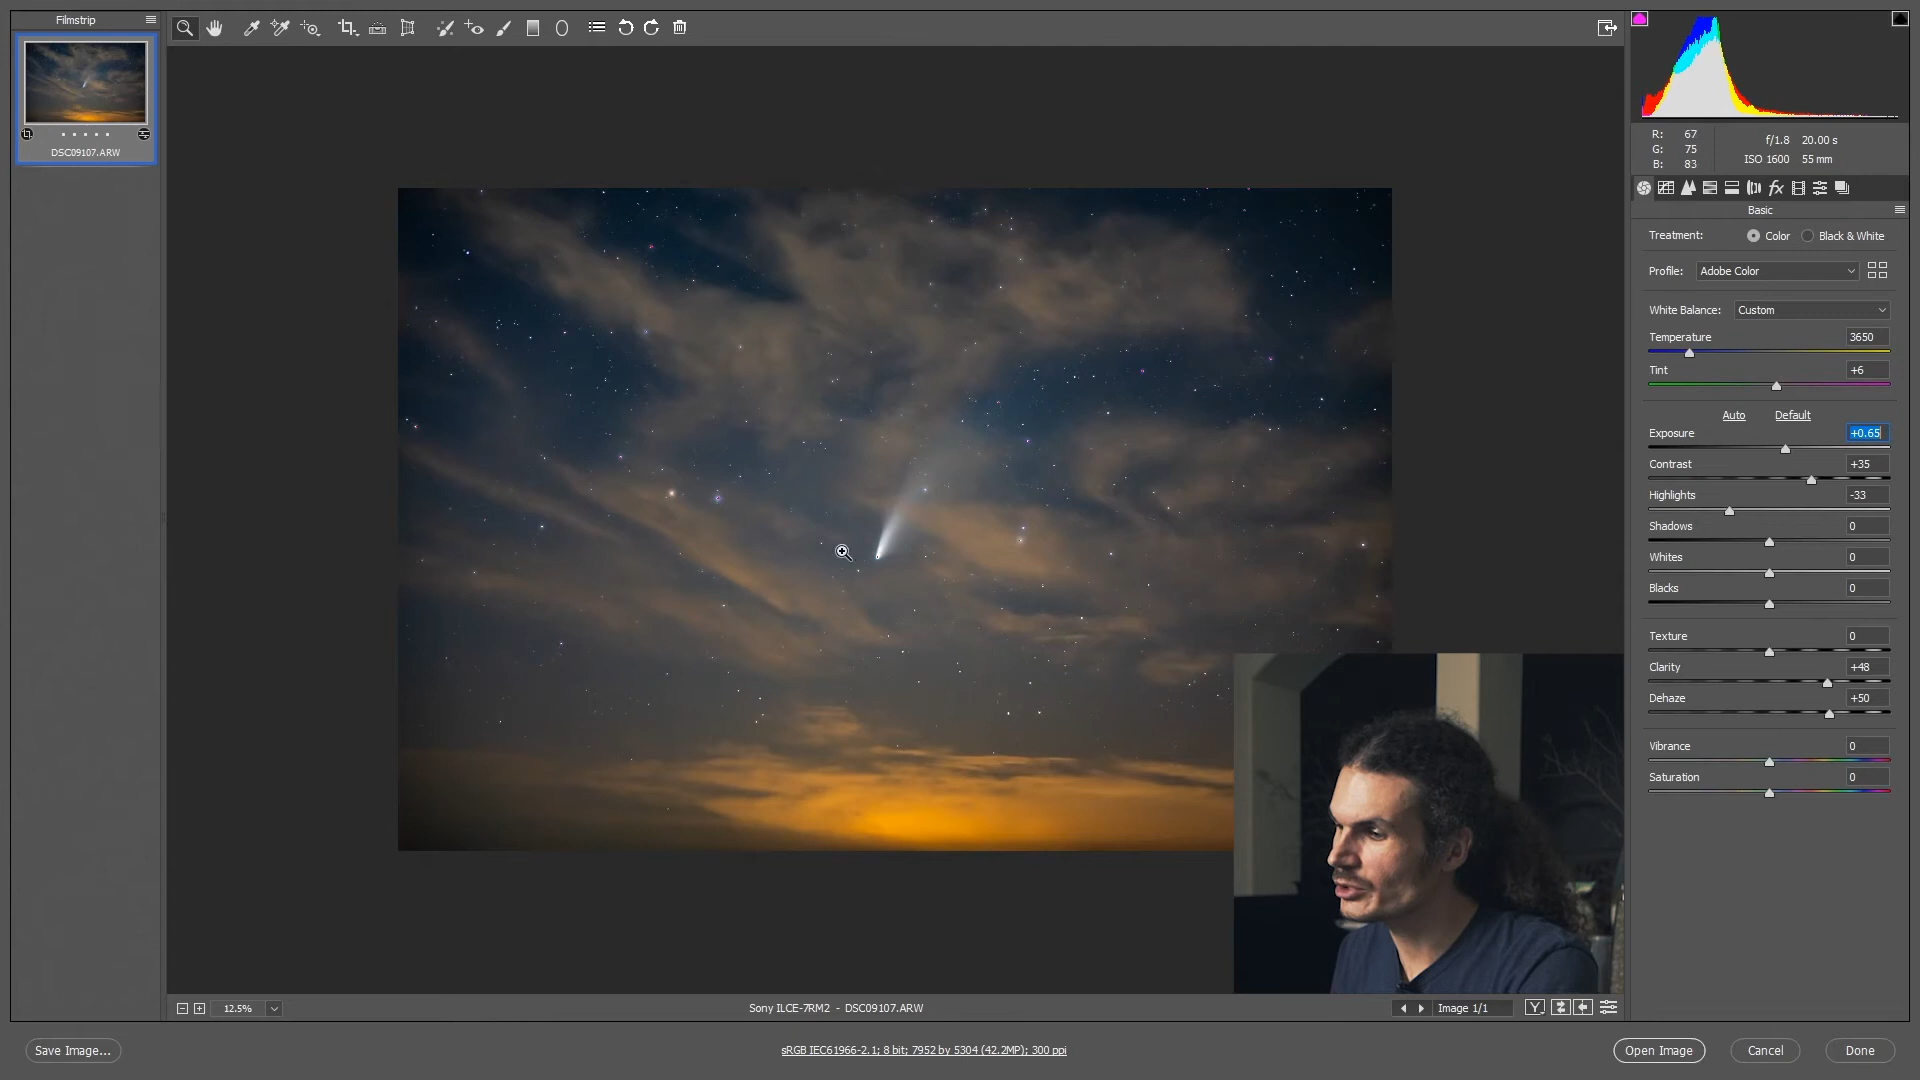 Filmstrip
DSC09107.ARW
R: 67
G: 75
B: 83
f/1.8 20.00 s
ISO 1600 55 mm
Basic
Treatment: Color Black & White
Profile: Adobe Color
White Balance: Custom
Temperature 3650
Tint +6
Auto Default
Exposure +0.65
Contrast +35
Highlights -33
Shadows 0
Whites 0
Blacks 0
Texture 0
Clarity +48
Dehaze +50
Vibrance 0
Saturation 0
12.5%
Sony ILCE-7RM2 - DSC09107.ARW
Image 1/1
Y
Save Image...
sRGB IEC61966-2.1; 8 bit; 7952 by 5304 (42.2MP); 300 ppi
Open Image
Cancel
Done